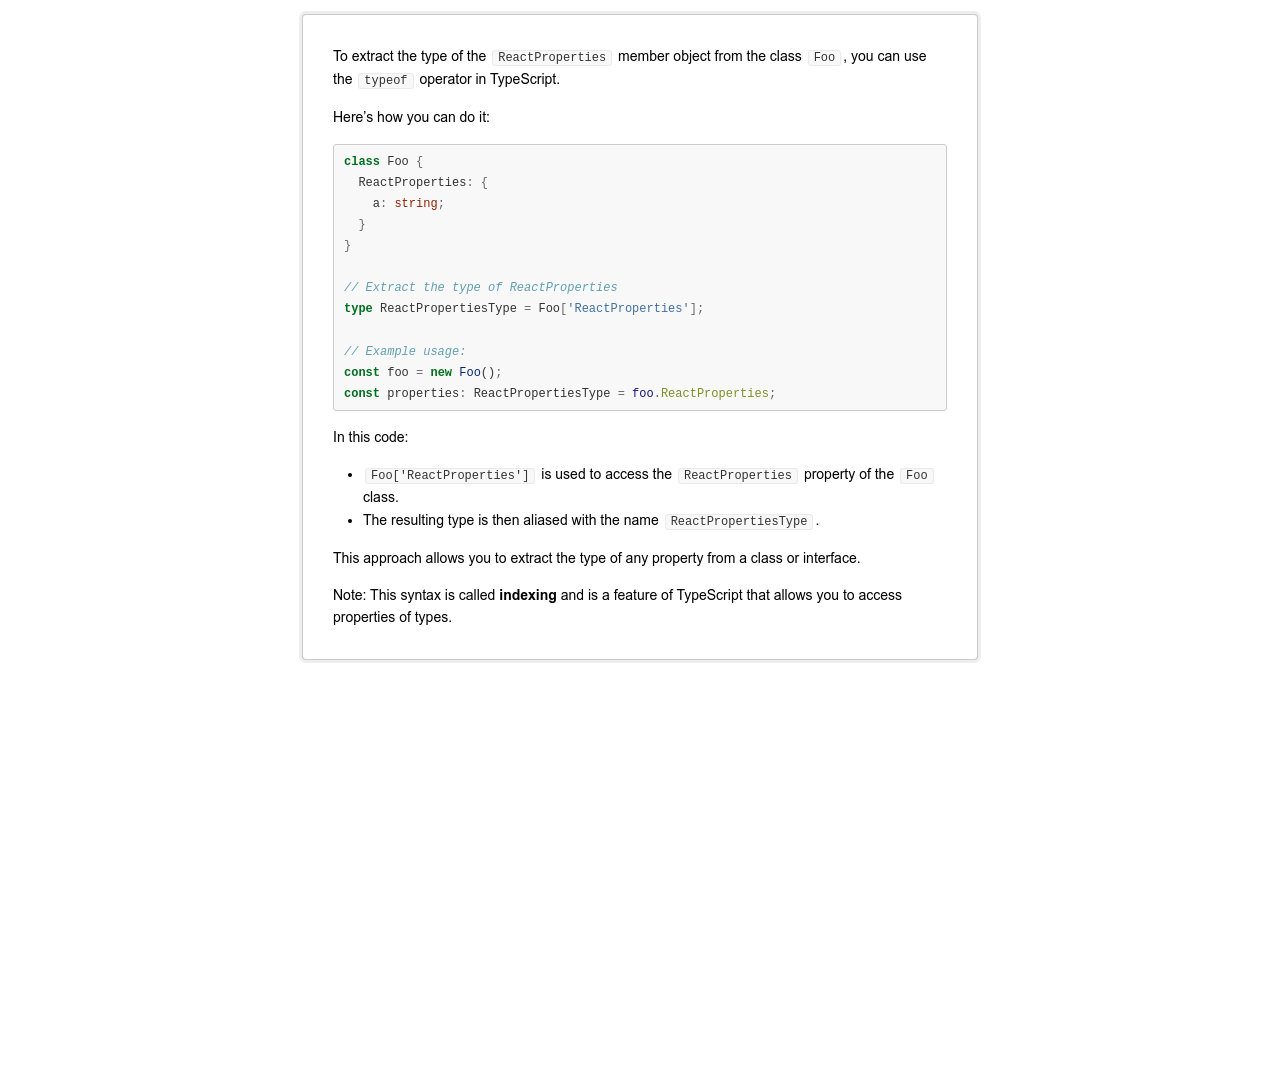 To extract the type of the ReactProperties member object from the class Foo, you can use
the typeof operator in TypeScript.
Here's how you can do it:
class Foo {
  ReactProperties: {
    a: string;
  }
}

// Extract the type of ReactProperties
type ReactPropertiesType = Foo['ReactProperties'];

// Example usage:
const foo = new Foo();
const properties: ReactPropertiesType = foo.ReactProperties;
In this code:
• Foo['ReactProperties'] is used to access the ReactProperties property of the Foo
class.
• The resulting type is then aliased with the name ReactPropertiesType.
This approach allows you to extract the type of any property from a class or interface.
Note: This syntax is called indexing and is a feature of TypeScript that allows you to access
properties of types.